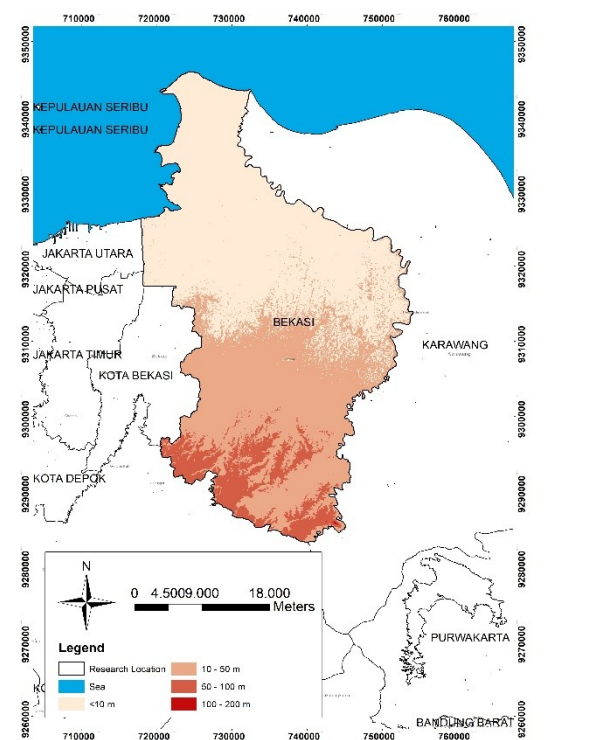 710000 720000 730000 740000 750000 760000
9350000 9350000
KEPULAUAN SERIBU
9340000 9340000
KEPULAUAN SERIBU
9330000 9330000
JAKARTA UTARA
9320000 9320000
JAKARTA PUSAT
BEKASI
KARAWANG
9310000 9310000
JAKARTA TIMUR
KOTA BEKASI
9300000 9300000
KOTA DEPOK
9290000 9290000
9280000 9280000
N
0 4.5009.000 18.000
Meters
PURWAKARTA
9270000 9270000
Legend
Research Location
Sea
<10 m
10 - 50 m
50 - 100 m
100 - 200 m
KO
BANDUNG BARAT
9260000 9260000
710000 720000 730000 740000 750000 760000